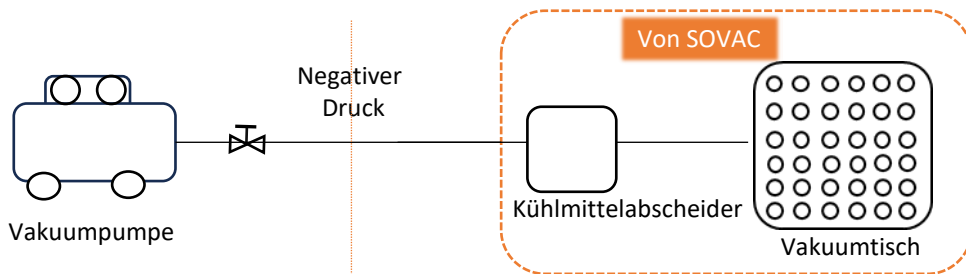 Von SOVAC
Negativer
Druck
Vakuumpumpe
Kühlmittelabscheider
Vakuumtisch